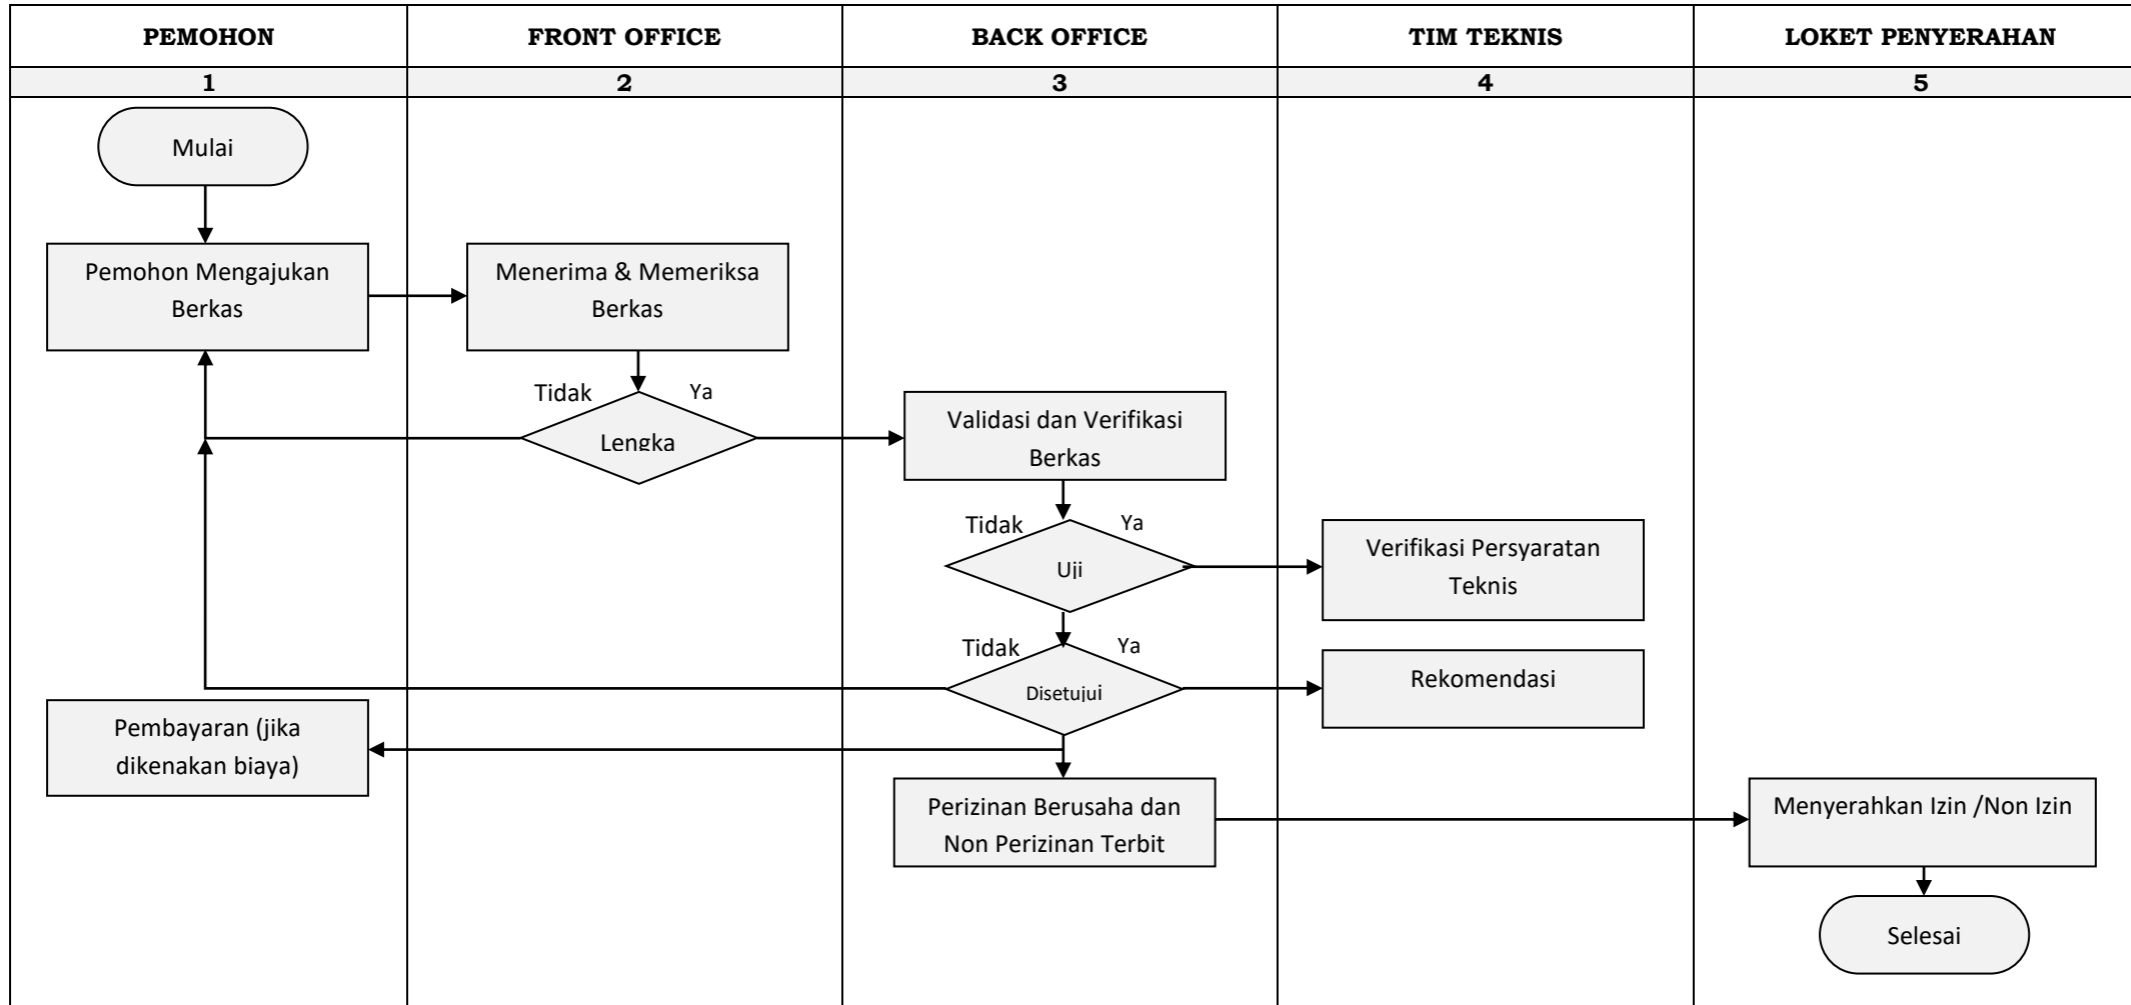 PEMOHON
FRONT OFFICE
BACK OFFICE
TIM TEKNIS
LOKET PENYERAHAN
1
2
3
4
5
Mulai
Pemohon Mengajukan
Berkas
Menerima & Memeriksa
Berkas
Tidak
Ya
Lengka
Validasi dan Verifikasi
Berkas
Tidak
Ya
Uji
Verifikasi Persyaratan
Teknis
Tidak
Ya
Disetujui
Rekomendasi
Pembayaran (jika
dikenakan biaya)
Perizinan Berusaha dan
Non Perizinan Terbit
Menyerahkan Izin /Non Izin
Selesai